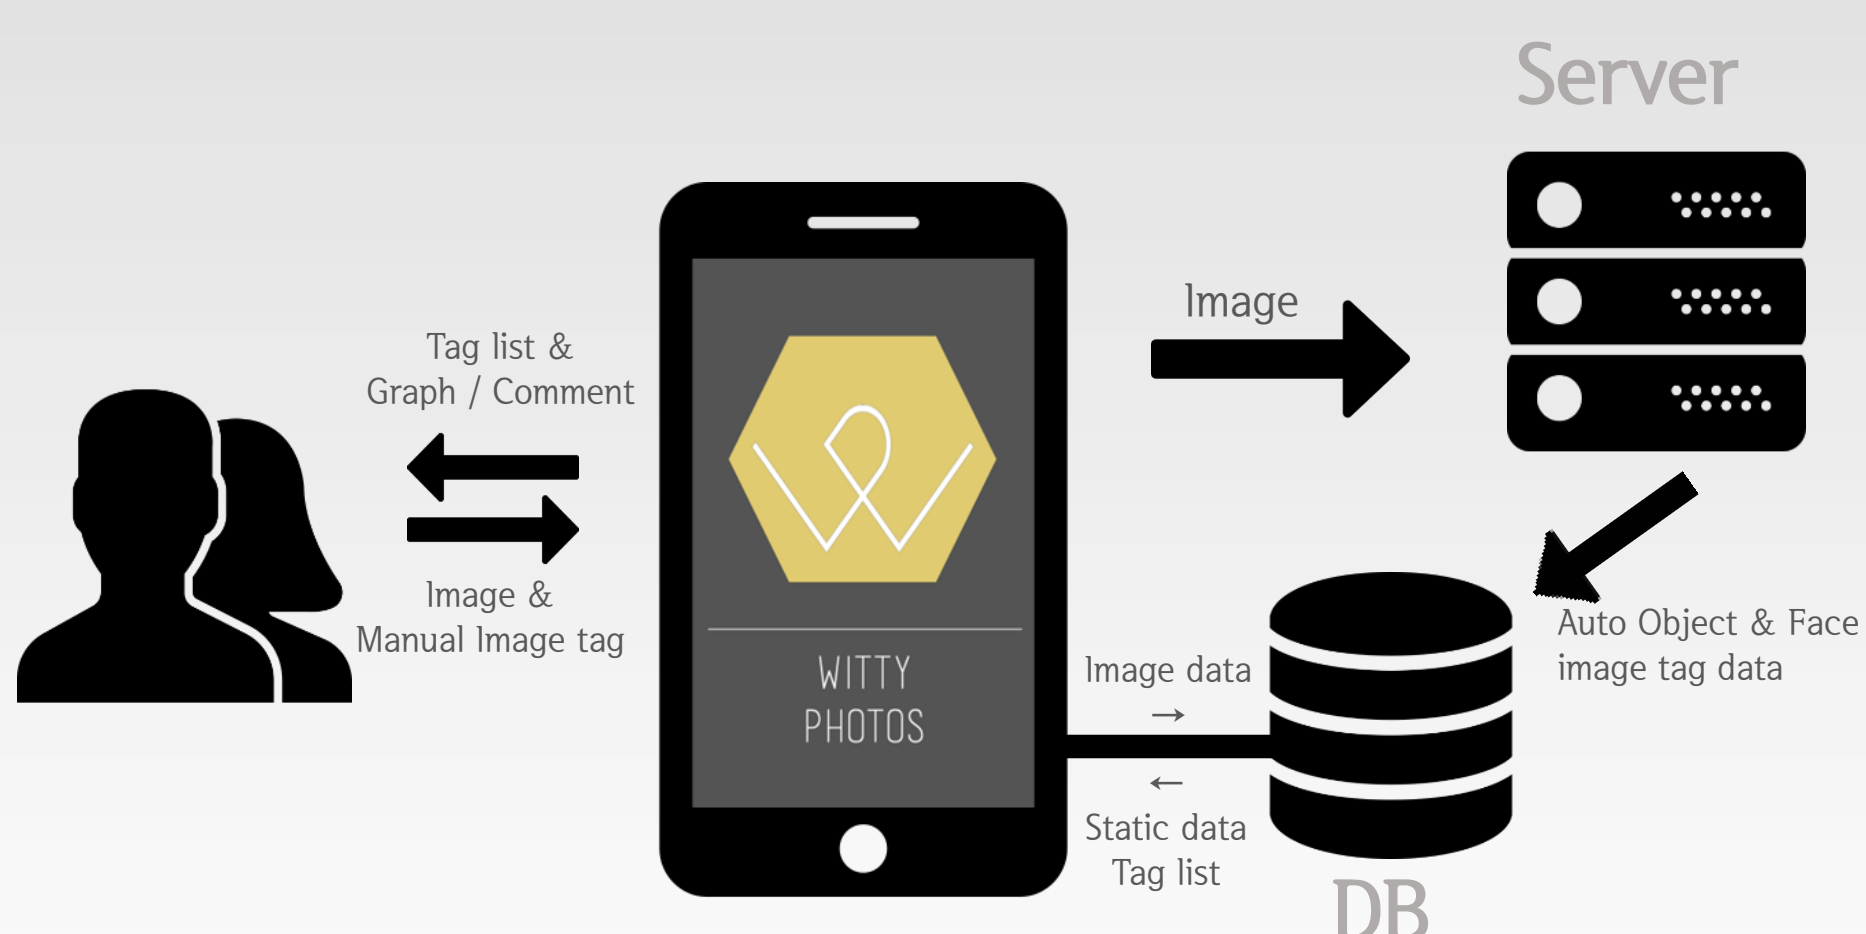 Server
Image
Tag list &
Graph / Comment
Image &
Manual Image tag
WITTY
PHOTOS
Auto Object & Face
image tag data
Image data
→
←
Static data
Tag list
DB